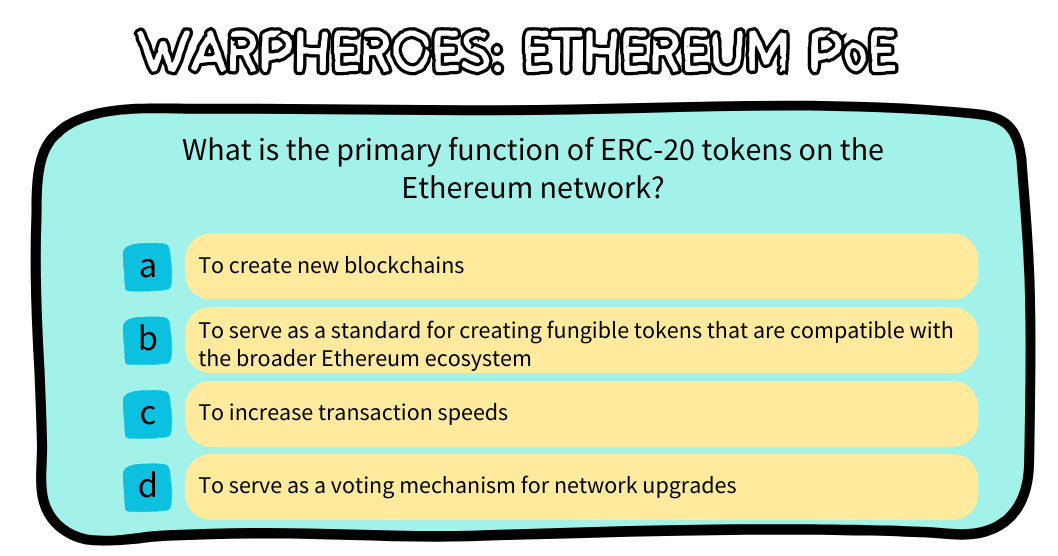 WARPHEROES: ETHEREUM PoE
What is the primary function of ERC-20 tokens on the
Ethereum network?
a To create new blockchains
b To serve as a standard for creating fungible tokens that are compatible with
the broader Ethereum ecosystem
c To increase transaction speeds
d To serve as a voting mechanism for network upgrades